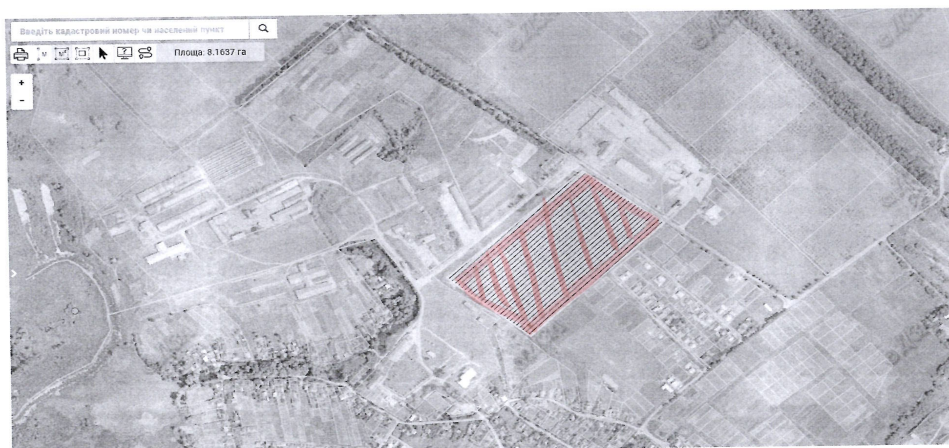 Введіть кадастровий номер чи населений пункт
Площа: 8.1637 га